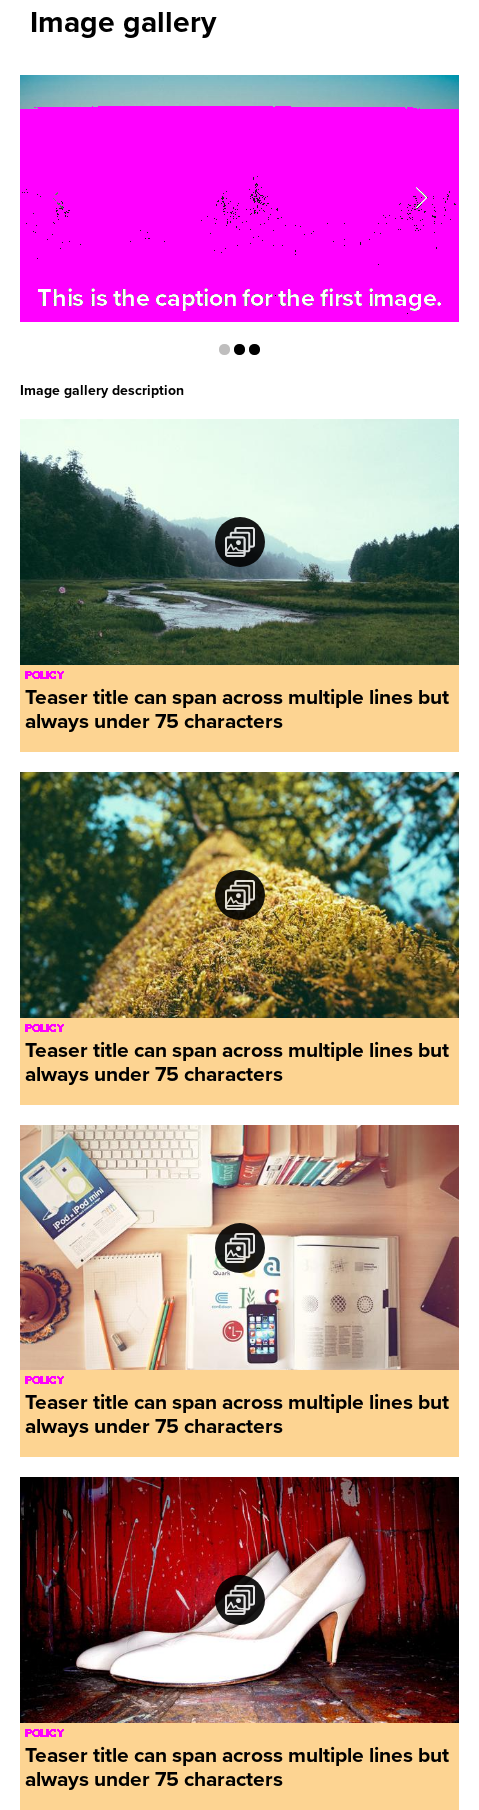 Image gallery
This is the caption for the first image.
Image gallery description
POLICY
Teaser title can span across multiple lines but
always under 75 characters
POLICY
Teaser title can span across multiple lines but
always under 75 characters
iPod & iPod mini
Quark
POLICY
Teaser title can span across multiple lines but
always under 75 characters
POLICY
Teaser title can span across multiple lines but
always under 75 characters